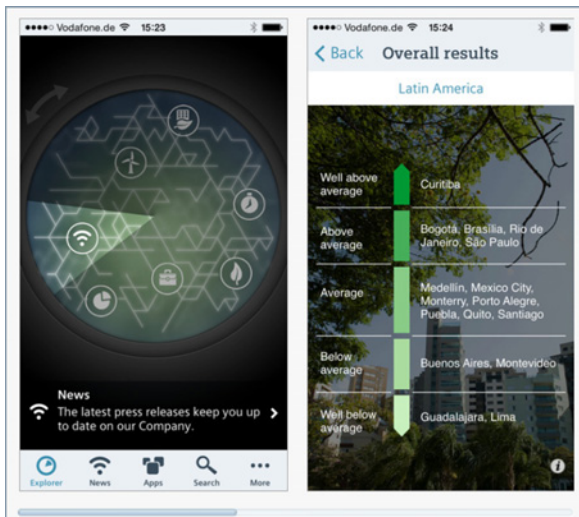 Vodafone.de 15:23
News
The latest press releases keep you up
to date on our Company.
Explorer News Apps Search More
Vodafone.de 15:24
Back Overall results
Latin America
Well above
average
Curitiba
Above
average
Bogotá, Brasília, Rio de
Janeiro, São Paulo
Average
Medellín, Mexico City,
Monterry, Porto Alegre,
Puebla, Quito, Santiago
Below
average
Buenos Aires, Montevideo
Well below
average
Guadalajara, Lima